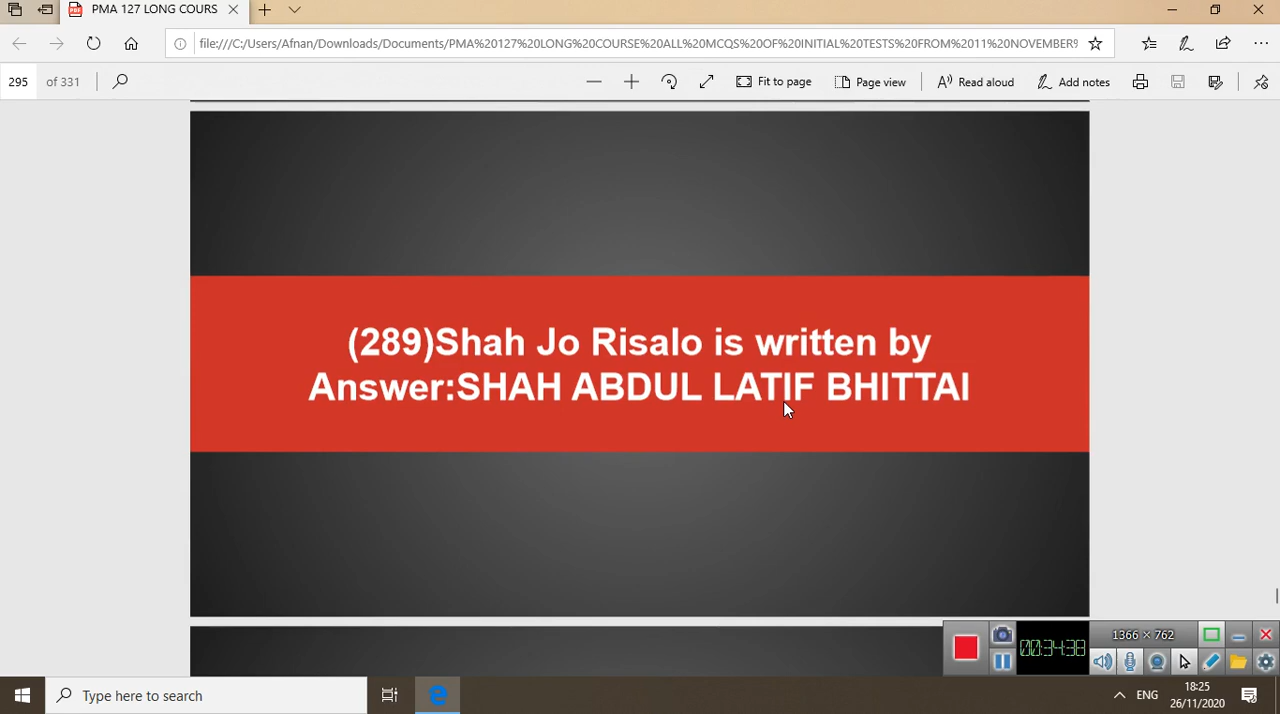 PMA 127 LONG COURS
file:///C:/Users/Afnan/Downloads/Documents/PMA%20127%20LONG%20COURSE%20ALL%20MCQS%20OF%20INITIAL%20TESTS%20FROM%2011%20NOVEMBER%
295 of 331
Fit to page
Page view
Read aloud
Add notes
(289)Shah Jo Risalo is written by
Answer:SHAH ABDUL LATIF BHITTAI
1366 × 762
00:34:38
Type here to search
ENG
18:25
26/11/2020